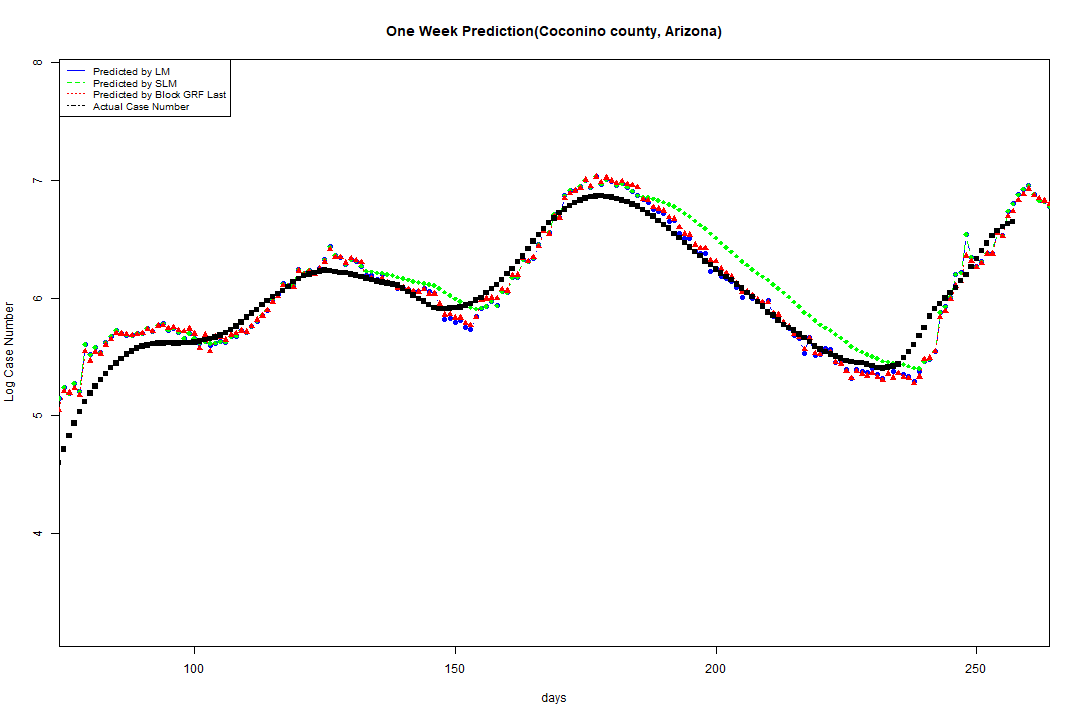 One Week Prediction(Coconino county, Arizona)
Predicted by LM
Predicted by SLM
Predicted by Block GRF Last
Actual Case Number
8
7
6
5
4
Log Case Number
100 150 200 250
days